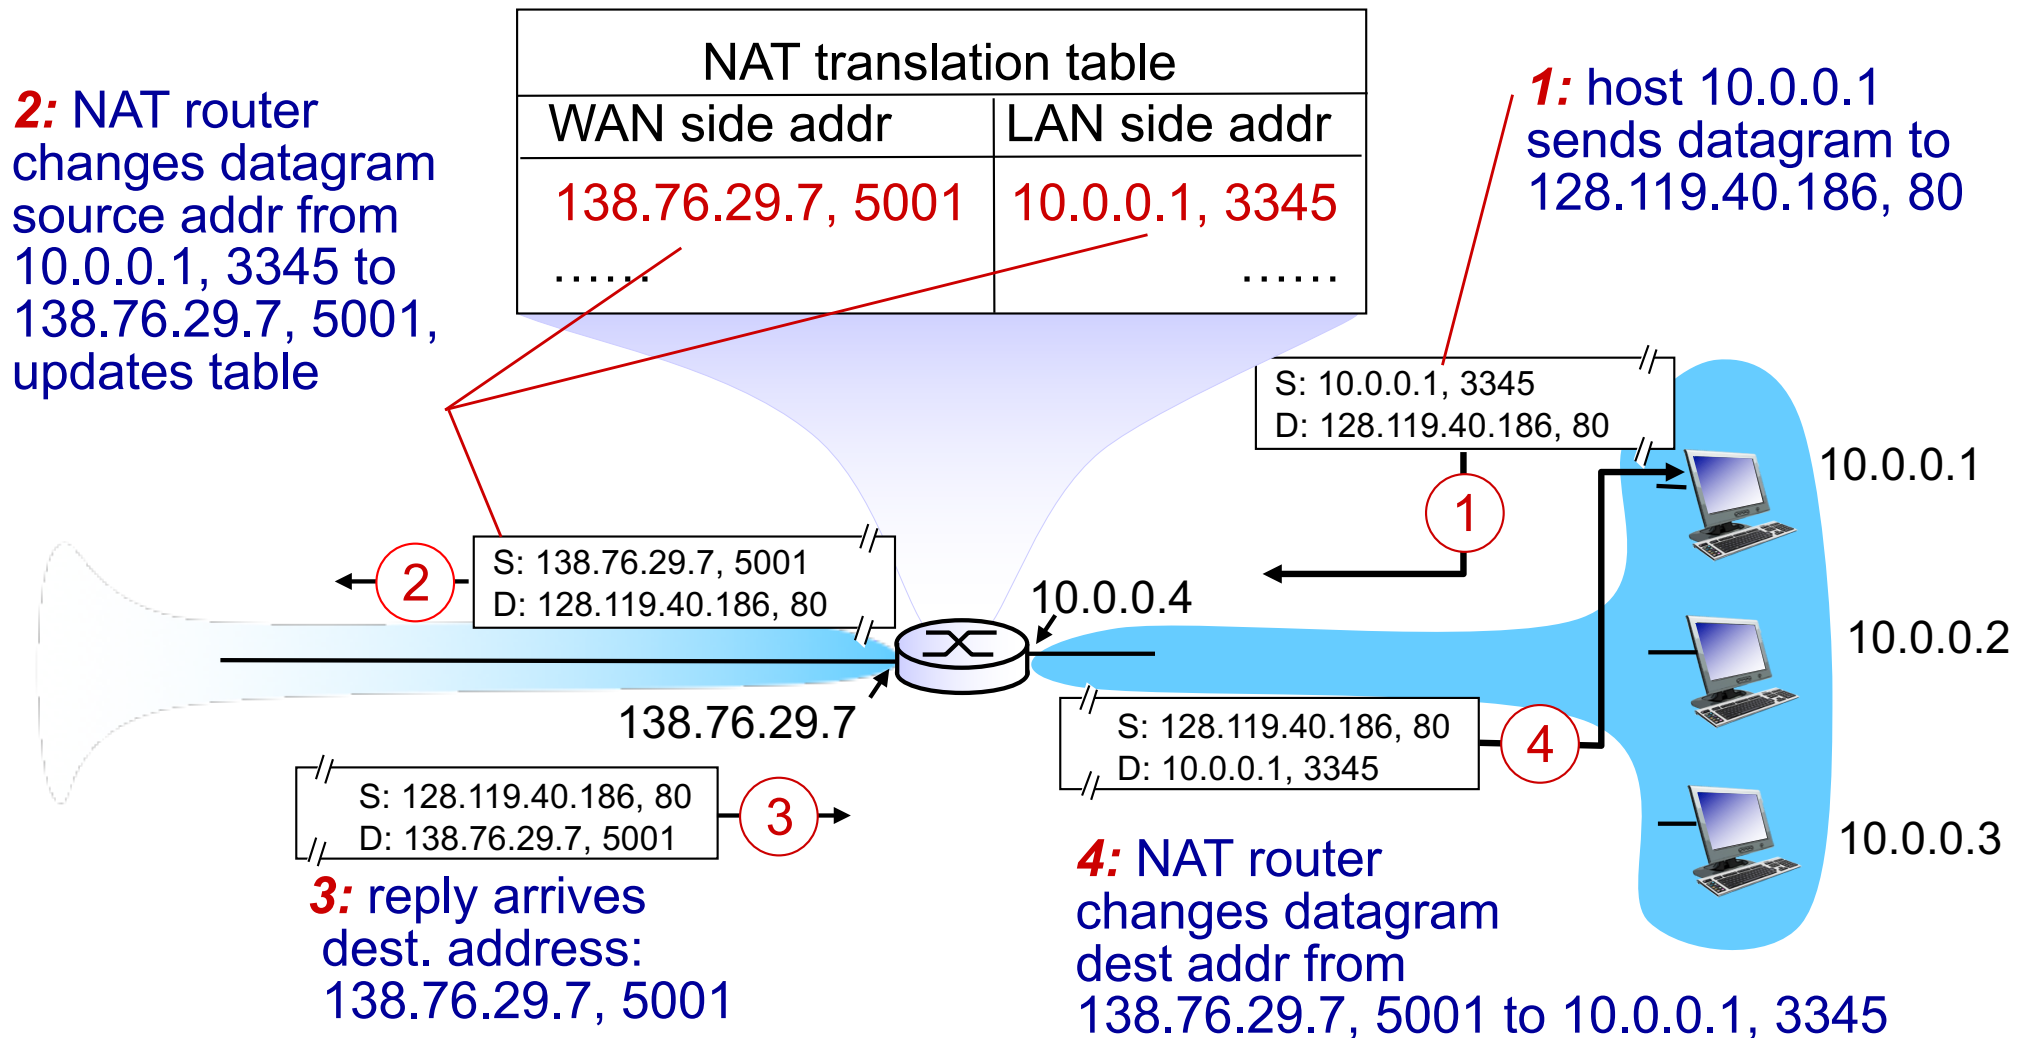 NAT translation table
WAN side addr LAN side addr
138.76.29.7, 5001 10.0.0.1, 3345
...... ......
2: NAT router
changes datagram
source addr from
10.0.0.1, 3345 to
138.76.29.7, 5001,
updates table
1: host 10.0.0.1
sends datagram to
128.119.40.186, 80
S: 10.0.0.1, 3345
D: 128.119.40.186, 80
1
10.0.0.1
S: 138.76.29.7, 5001
D: 128.119.40.186, 80
2
10.0.0.4
10.0.0.2
138.76.29.7
S: 128.119.40.186, 80
D: 10.0.0.1, 3345
4
S: 128.119.40.186, 80
D: 138.76.29.7, 5001
3
10.0.0.3
3: reply arrives
dest. address:
138.76.29.7, 5001
4: NAT router
changes datagram
dest addr from
138.76.29.7, 5001 to 10.0.0.1, 3345